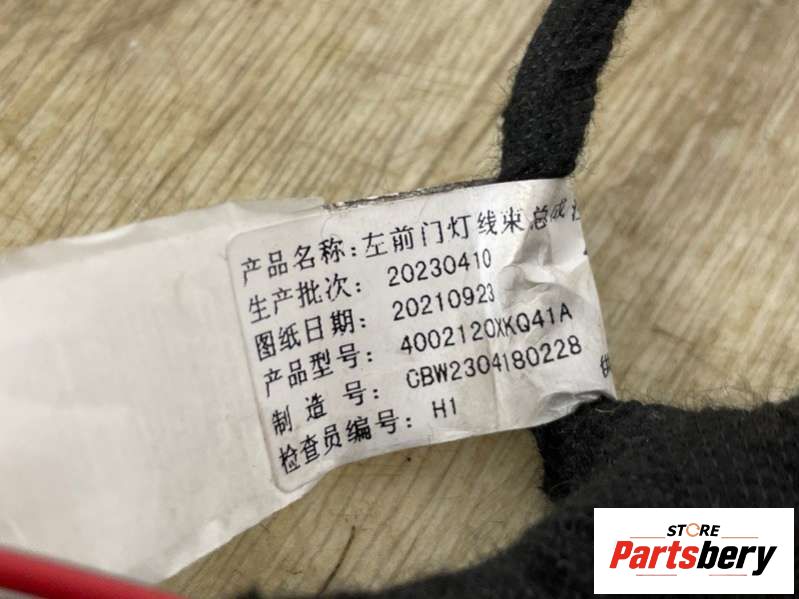 产品名称:左前门灯线束总成
生产批次: 20230410
图纸日期: 20210923
产品型号: 4002120XKQ41A
制造号: CBW2304180228
检查员编号: H1
STORE
Partsbery